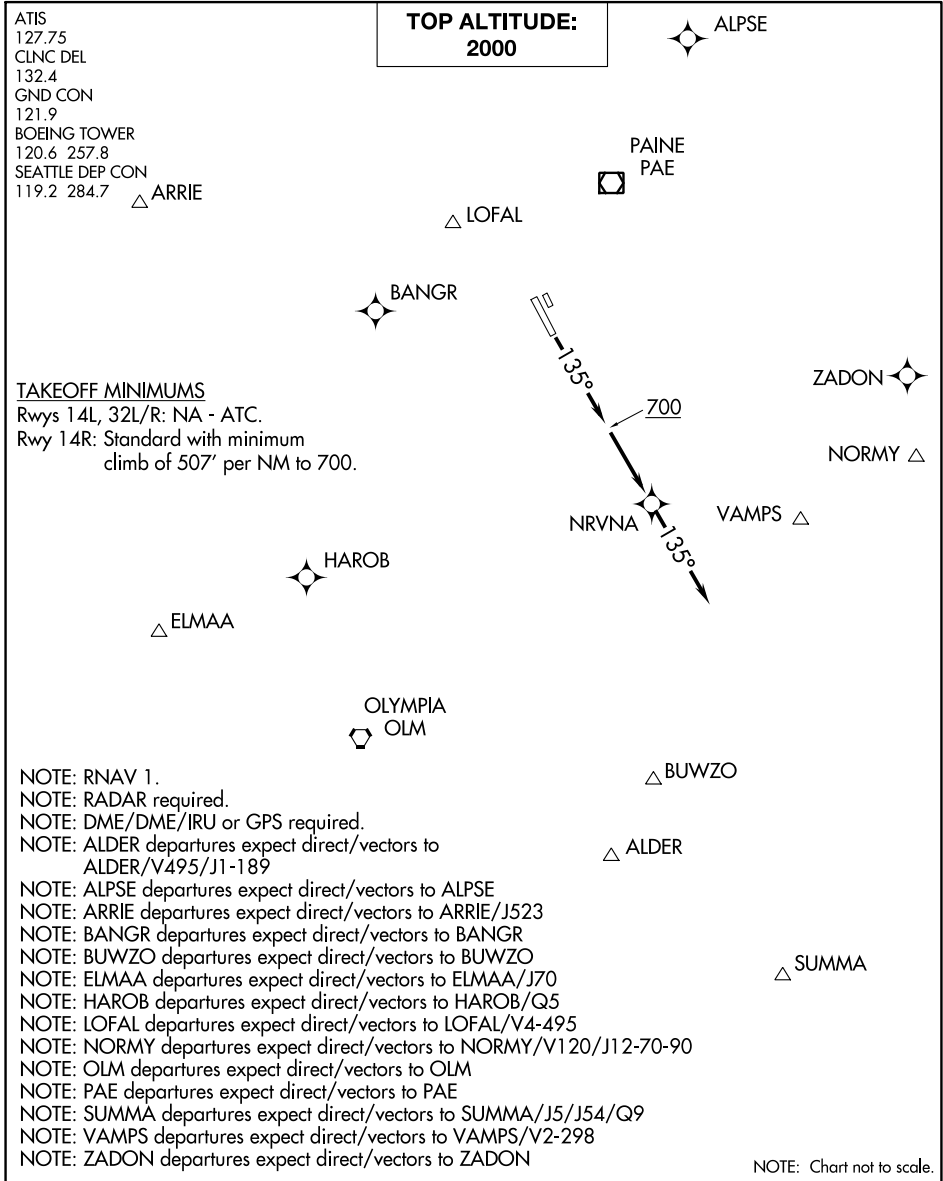 ATIS
127.75
CLNC DEL
132.4
GND CON
121.9
BOEING TOWER
120.6 257.8
SEATTLE DEP CON
119.2 284.7
TOP ALTITUDE:
2000
ALPSE
PAINE
PAE
ARRIE
LOFAL
BANGR
135°
ZADON
700
TAKEOFF MINIMUMS
Rwys 14L, 32L/R: NA - ATC.
Rwy 14R: Standard with minimum
climb of 507' per NM to 700.
NORMY
NRVNA
VAMPS
135°
HAROB
ELMAA
OLYMPIA
OLM
BUWZO
ALDER
SUMMA
NOTE: RNAV 1.
NOTE: RADAR required.
NOTE: DME/DME/IRU or GPS required.
NOTE: ALDER departures expect direct/vectors to
ALDER/V495/J1-189
NOTE: ALPSE departures expect direct/vectors to ALPSE
NOTE: ARRIE departures expect direct/vectors to ARRIE/J523
NOTE: BANGR departures expect direct/vectors to BANGR
NOTE: BUWZO departures expect direct/vectors to BUWZO
NOTE: ELMAA departures expect direct/vectors to ELMAA/J70
NOTE: HAROB departures expect direct/vectors to HAROB/Q5
NOTE: LOFAL departures expect direct/vectors to LOFAL/V4-495
NOTE: NORMY departures expect direct/vectors to NORMY/V120/J12-70-90
NOTE: OLM departures expect direct/vectors to OLM
NOTE: PAE departures expect direct/vectors to PAE
NOTE: SUMMA departures expect direct/vectors to SUMMA/J5/J54/Q9
NOTE: VAMPS departures expect direct/vectors to VAMPS/V2-298
NOTE: ZADON departures expect direct/vectors to ZADON
NOTE: Chart not to scale.